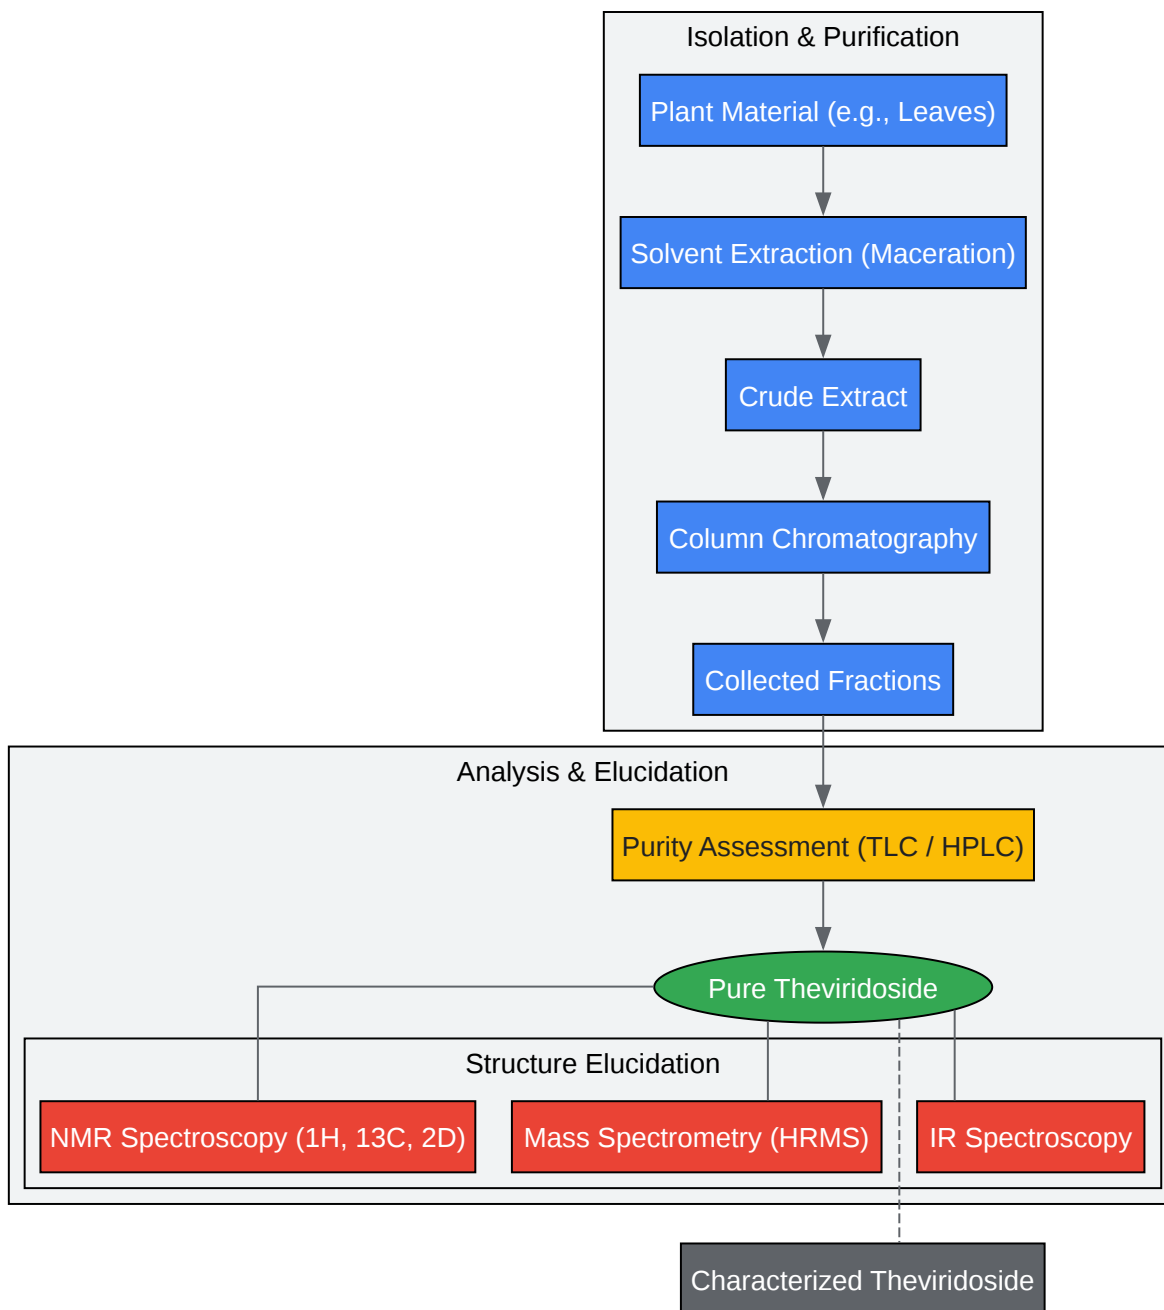 Isolation & Purification
Plant Material (e.g., Leaves)
Solvent Extraction (Maceration)
Crude Extract
Column Chromatography
Collected Fractions
Analysis & Elucidation
Purity Assessment (TLC / HPLC)
Pure Theviridoside
Structure Elucidation
NMR Spectroscopy (1H, 13C, 2D)
Mass Spectrometry (HRMS)
IR Spectroscopy
Characterized Theviridoside